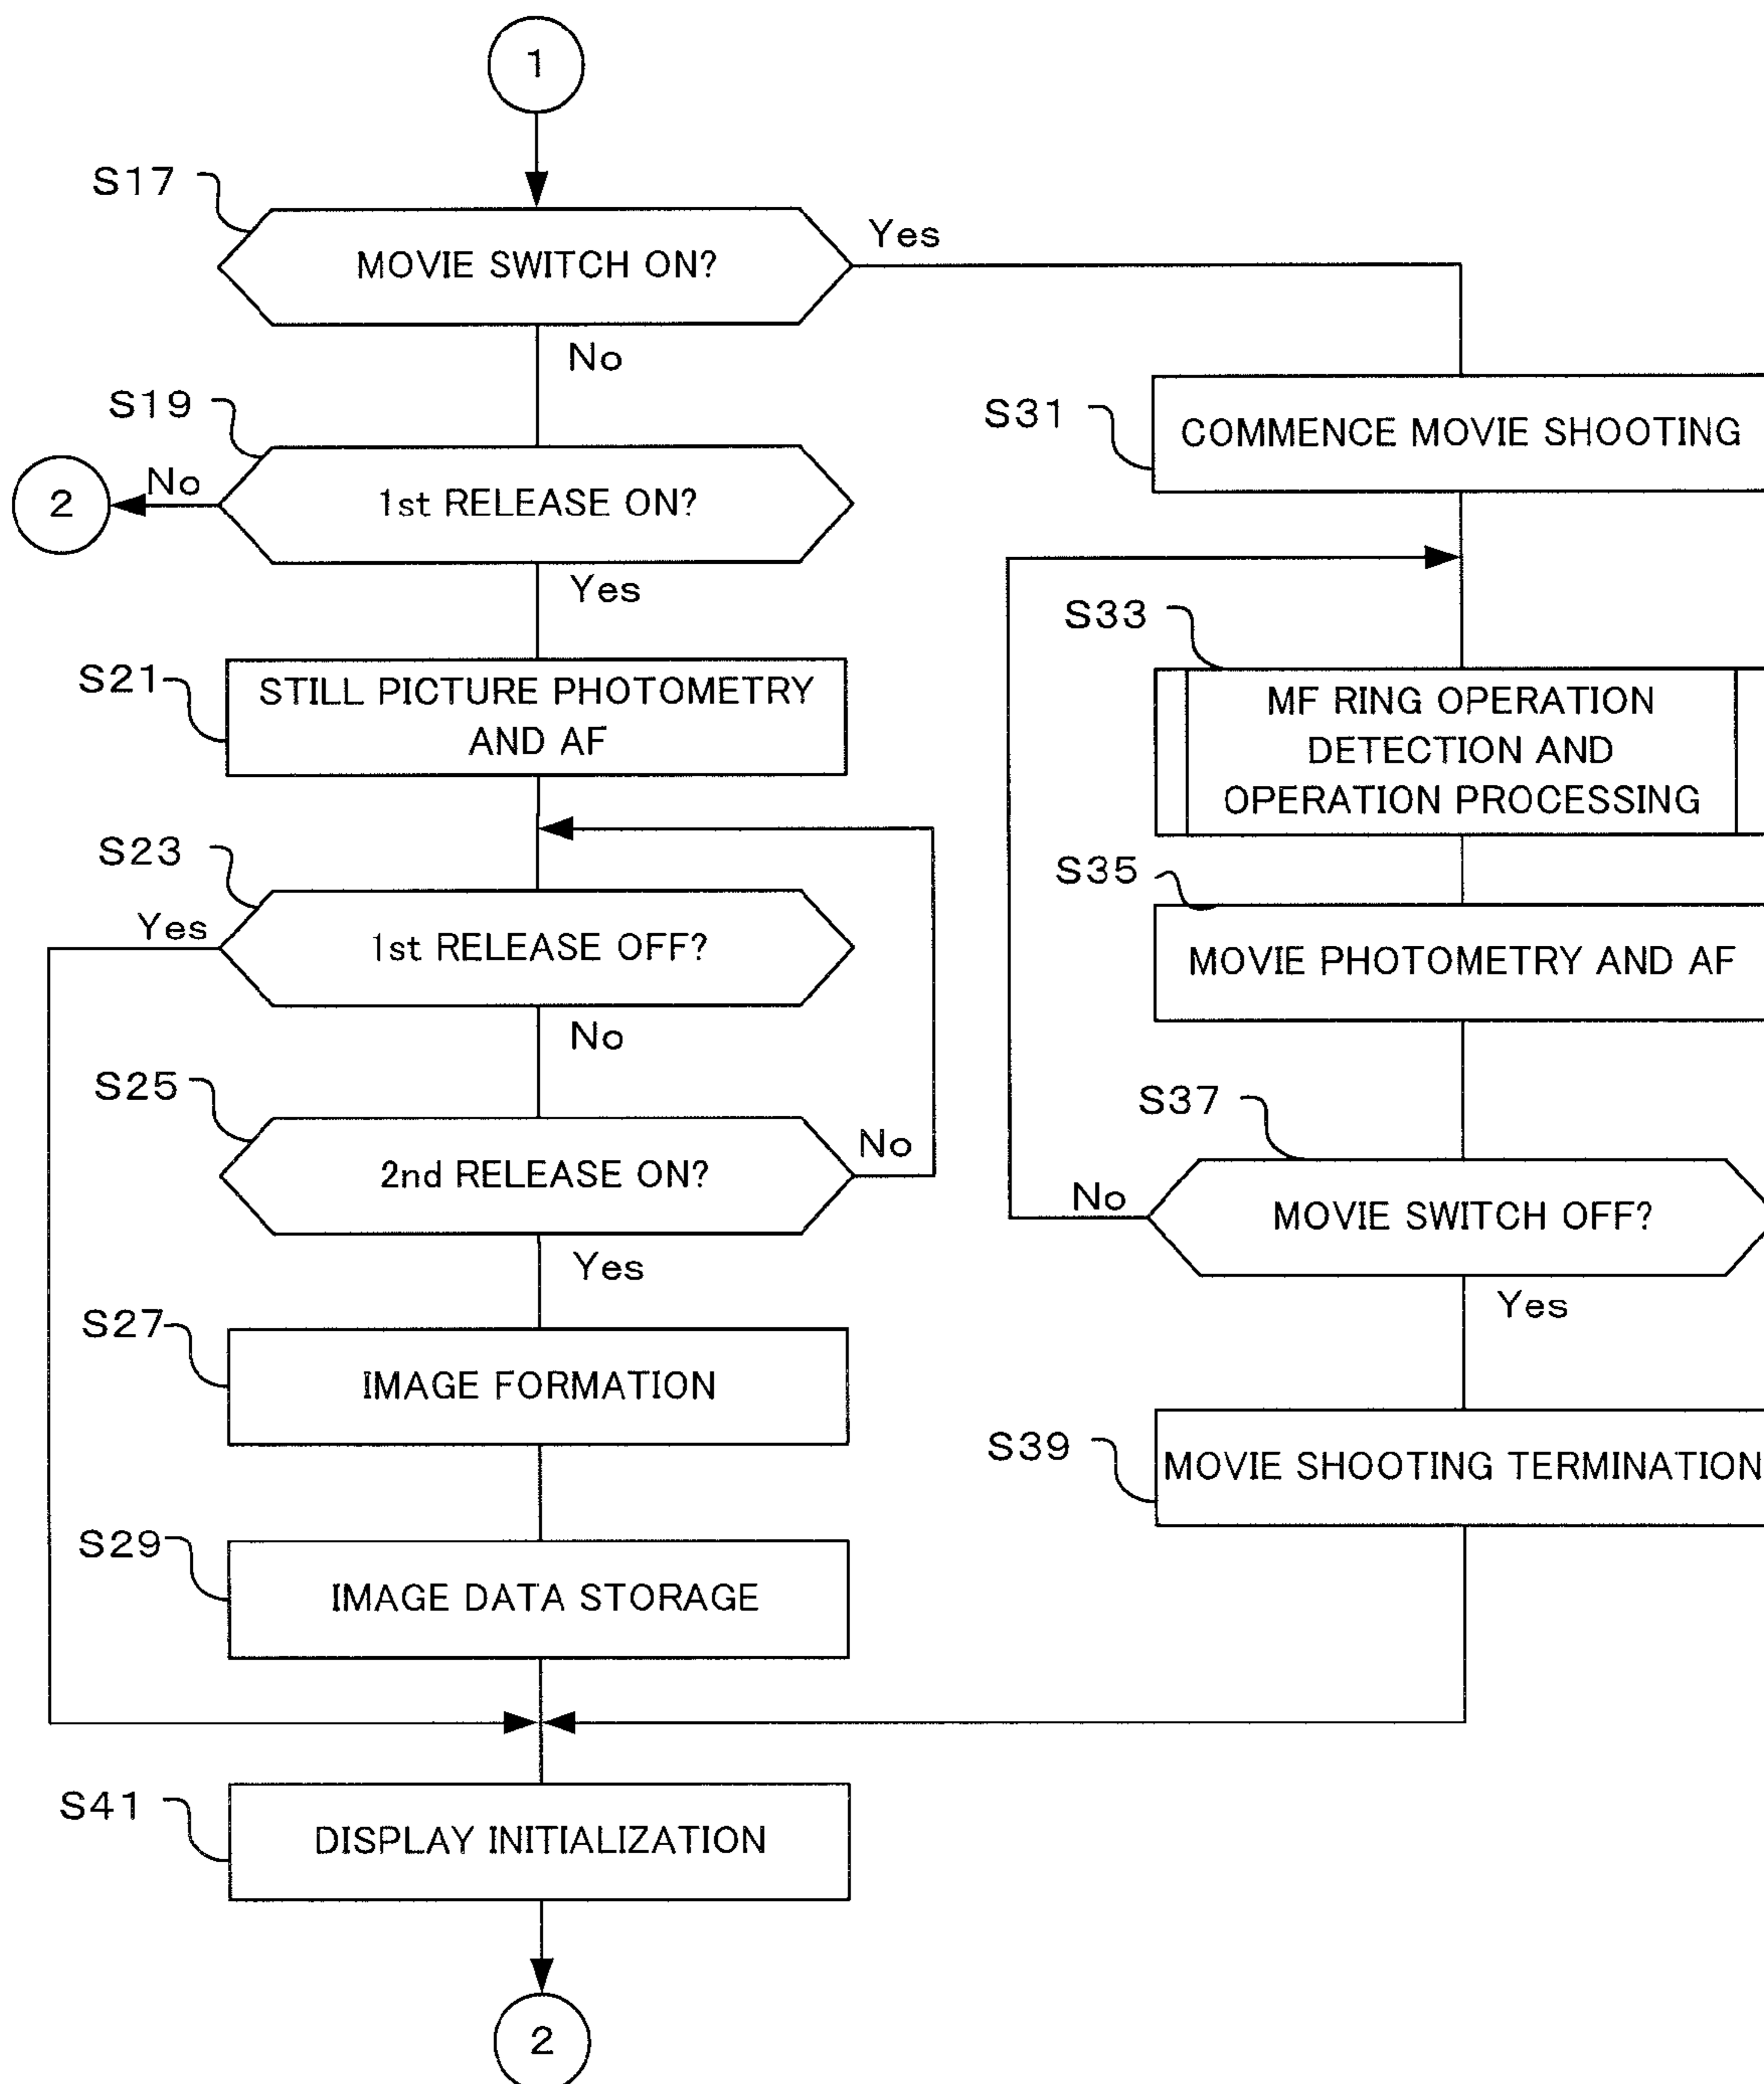 1
S17
MOVIE SWITCH ON?
Yes
No
S19
1st RELEASE ON?
No
2
Yes
S21
STILL PICTURE PHOTOMETRY
AND AF
S23
1st RELEASE OFF?
Yes
No
S25
2nd RELEASE ON?
No
Yes
S27
IMAGE FORMATION
S29
IMAGE DATA STORAGE
S31
COMMENCE MOVIE SHOOTING
S33
MF RING OPERATION
DETECTION AND
OPERATION PROCESSING
S35
MOVIE PHOTOMETRY AND AF
S37
MOVIE SWITCH OFF?
No
Yes
S39
MOVIE SHOOTING TERMINATION
S41
DISPLAY INITIALIZATION
2